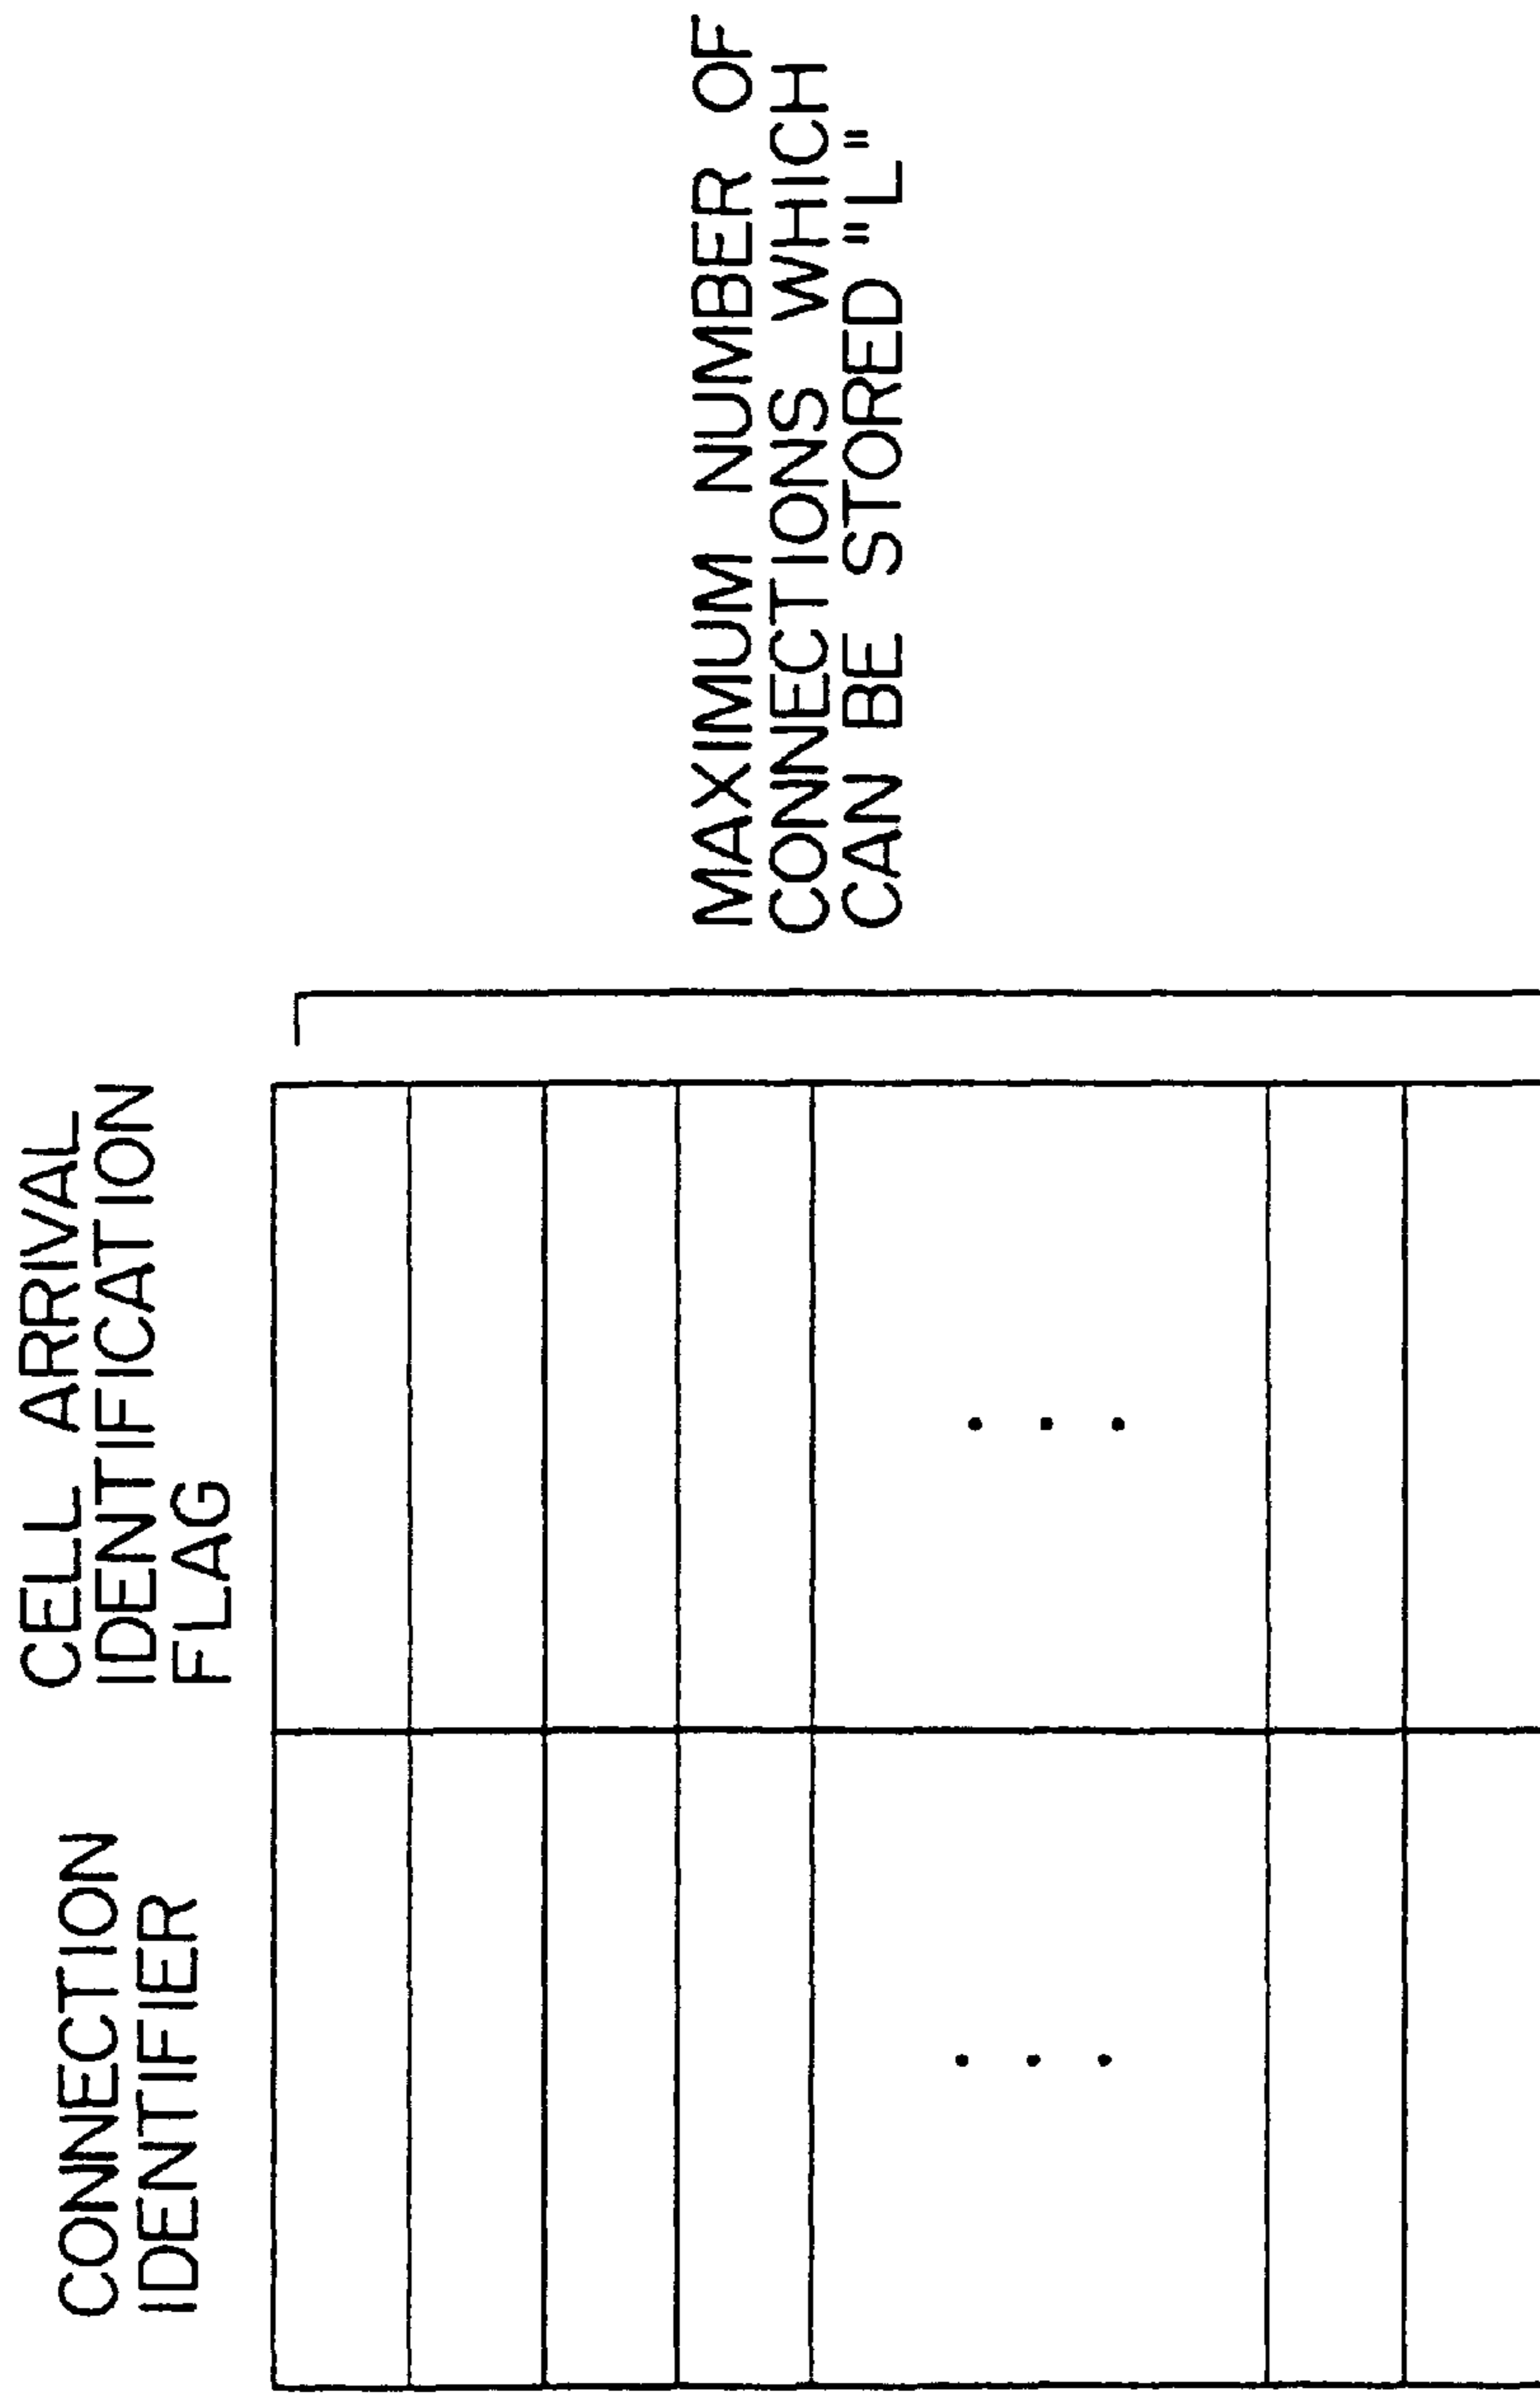 CONNECTION
IDENTIFIER
CELL ARRIVAL
IDENTIFICATION
FLAG
MAXIMUM NUMBER OF
CONNECTIONS WHICH
CAN BE STORED "L"